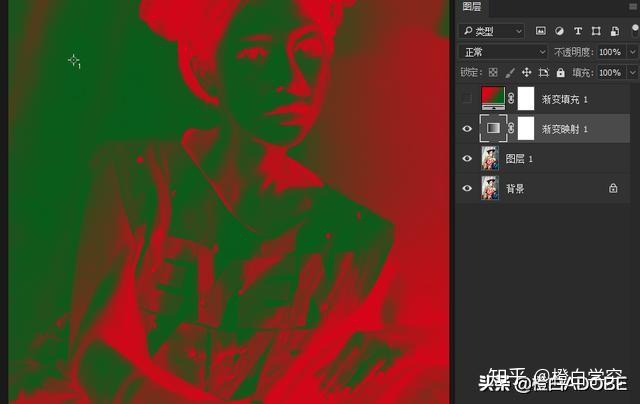 图层
类型
正常
不透明度: 100%
锁定:
填充: 100%
渐变填充 1
渐变映射 1
图层 1
背景
知乎 @橙白学究
头条 @橙白ADOBE